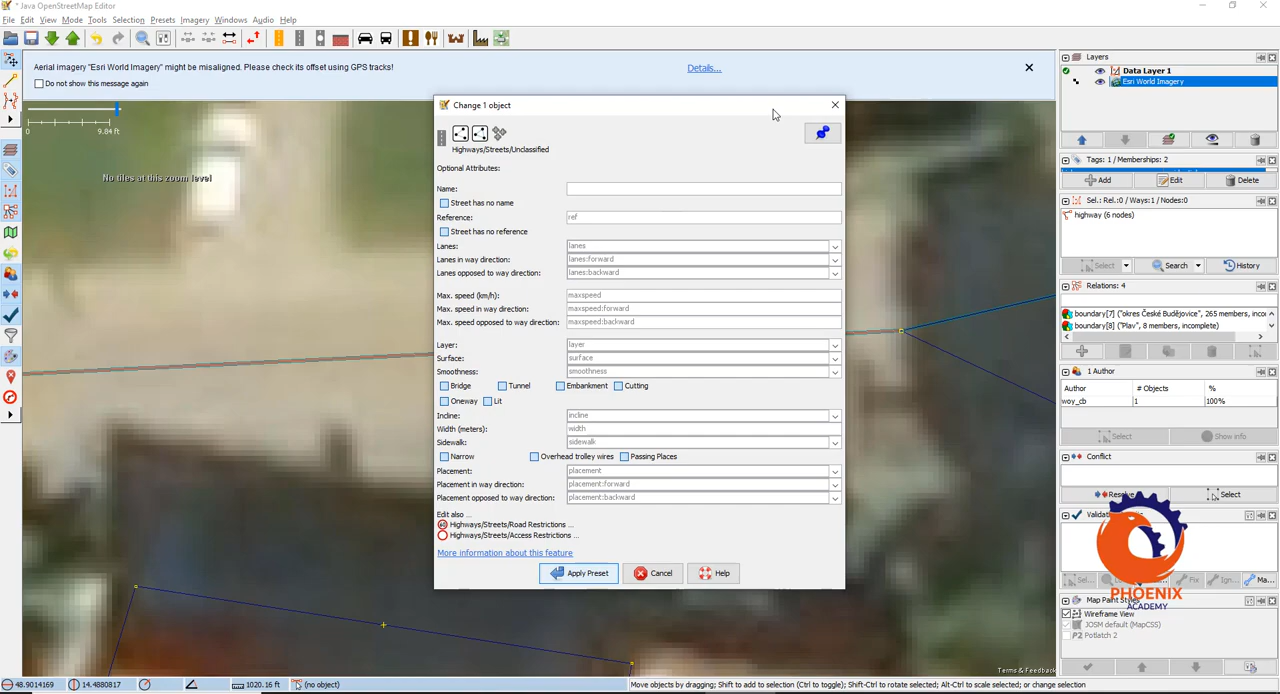 * Java OpenStreetMap Editor
File Edit View Mode Tools Selection Presets Imagery Windows Audio Help
Aerial imagery "Esri World Imagery" might be misaligned. Please check its offset using GPS tracks!
Details...
Do not show this message again
0 9.84 ft
No tiles at this zoom level
Change 1 object
Highways/Streets/Unclassified
Optional Attributes:
Name:
Street has no name
Reference: ref
Street has no reference
Lanes: lanes
Lanes in way direction: lanes:forward
Lanes opposed to way direction: lanes:backward
Max. speed (km/h): maxspeed
Max. speed in way direction: maxspeed:forward
Max. speed opposed to way direction: maxspeed:backward
Layer: layer
Surface: surface
Smoothness: smoothness
Bridge Tunnel Embankment Cutting
Oneway Lit
Incline: incline
Width (meters): width
Sidewalk: sidewalk
Narrow Overhead trolley wires Passing Places
Placement: placement
Placement in way direction: placement:forward
Placement opposed to way direction: placement:backward
Edit also ...
Highways/Streets/Road Restrictions ...
Highways/Streets/Access Restrictions ...
More information about this feature
Apply Preset Cancel Help
Layers
Data Layer 1
Esri World Imagery
Tags: 1 / Memberships: 2
Add Edit Delete
Sel.: Rel.:0 / Ways:1 / Nodes:0
highway (6 nodes)
Select Search History
Relations: 4
boundary[7] ("okres České Budějovice", 265 members, inco
boundary[8] ("Plav", 8 members, incomplete)
1 Author
Author # Objects %
woy_cb 1 100%
Select Show info
Conflict
Resolve Select
Sel... Fix Ign... Ma...
PHOENIX
ACADEMY
Map Paint Styles
Wireframe View
JOSM default (MapCSS)
Potlatch 2
Terms & Feedback
48.9014169 14.4880817 1020.16 ft (no object) Move objects by dragging; Shift to add to selection (Ctrl to toggle); Shift-Ctrl to rotate selected; Alt-Ctrl to scale selected; or change selection